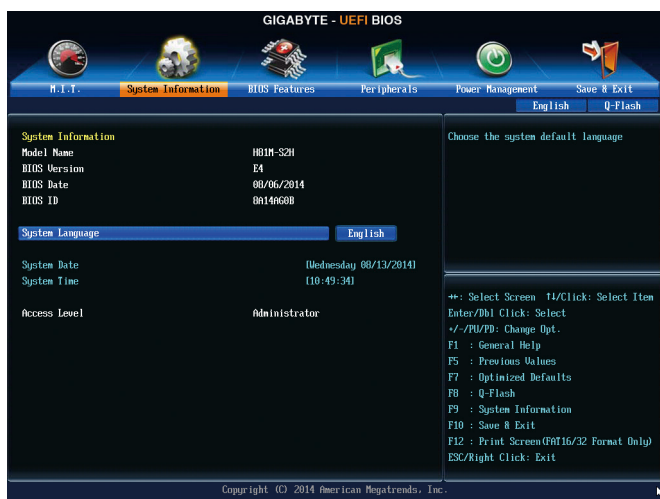 GIGABYTE - UEFI BIOS
M.I.T. System Information BIOS Features Peripherals Power Management Save & Exit
English Q-Flash
System Information
Model Name H81M-S2H
BIOS Version E4
BIOS Date 08/06/2014
BIOS ID 8A14AG0B
System Language English
System Date [Wednesday 08/13/2014]
System Time [10:49:34]
Access Level Administrator
Choose the system default language
→←: Select Screen ↑↓/Click: Select Item
Enter/Dbl Click: Select
+/-/PU/PD: Change Opt.
F1 : General Help
F5 : Previous Values
F7 : Optimized Defaults
F8 : Q-Flash
F9 : System Information
F10 : Save & Exit
F12 : Print Screen(FAT16/32 Format Only)
ESC/Right Click: Exit
Copyright (C) 2014 American Megatrends, Inc.